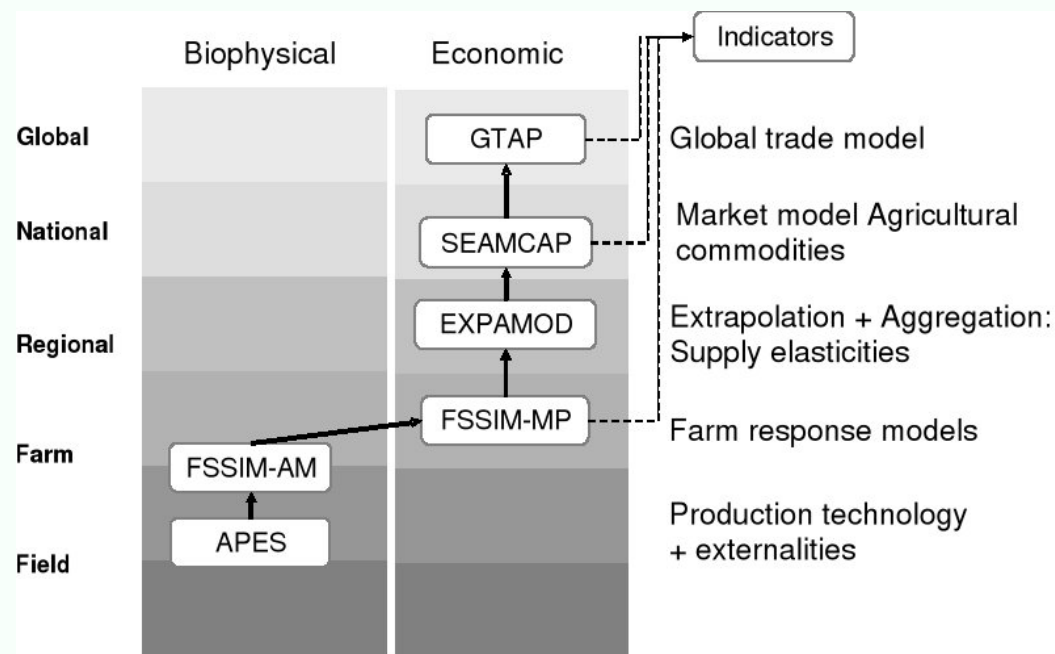 Indicators
Biophysical
Economic
Global
GTAP
Global trade model
National
SEAMCAP
Market model Agricultural
commodities
Regional
EXPAMOD
Extrapolation + Aggregation:
Supply elasticities
Farm
FSSIM-AM
FSSIM-MP
Farm response models
Field
APES
Production technology
+ externalities